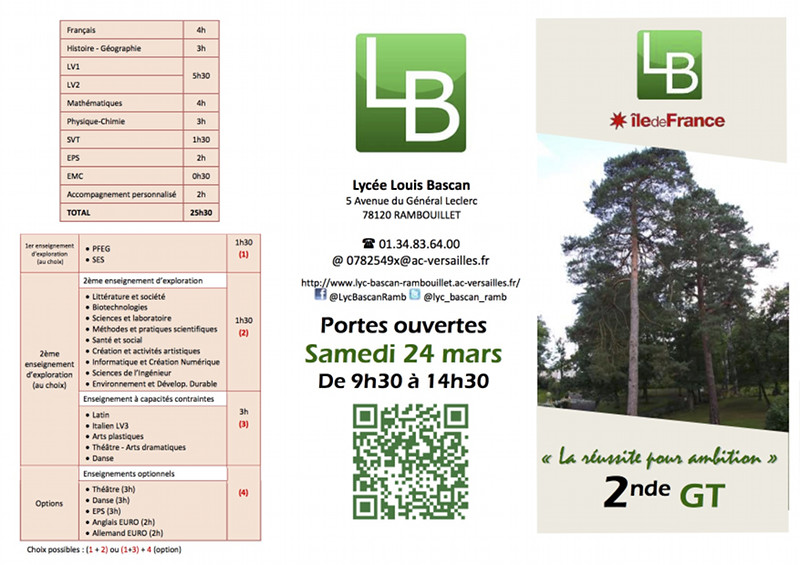 Français 4h
Histoire - Géographie 3h
LV1 5h30
LV2
Mathématiques 4h
Physique-Chimie 3h
SVT 1h30
EPS 2h
EMC 0h30
Accompagnement personnalisé 2h
TOTAL 25h30
1er enseignement
d'exploration
(au choix)
• PFEG
• SES
1h30
(1)
2ème
enseignement
d'exploration
(au choix)
2ème enseignement d'exploration
• Littérature et société
• Biotechnologies
• Sciences et laboratoire
• Méthodes et pratiques scientifiques
• Santé et social
• Création et activités artistiques
• Informatique et Création Numérique
• Sciences de l'Ingénieur
• Environnement et Dévelop. Durable
1h30
(2)
Enseignement à capacités contraintes
• Latin
• Italien LV3
• Arts plastiques
• Théâtre - Arts dramatiques
• Danse
3h
(3)
Options
Enseignements optionnels
• Théâtre (3h)
• Danse (3h)
• EPS (3h)
• Anglais EURO (2h)
• Allemand EURO (2h)
(4)
Choix possibles : (1 + 2) ou (1+3) + 4 (option)
LB
Lycée Louis Bascan
5 Avenue du Général Leclerc
78120 RAMBOUILLET
☎ 01.34.83.64.00
@ 0782549x@ac-versailles.fr
http://www.lyc-bascan-rambouillet.ac-versailles.fr/
@LycBascanRamb @lyc_bascan_ramb
Portes ouvertes
Samedi 24 mars
De 9h30 à 14h30
LB
îledeFrance
« La réussite pour ambition »
2nde GT